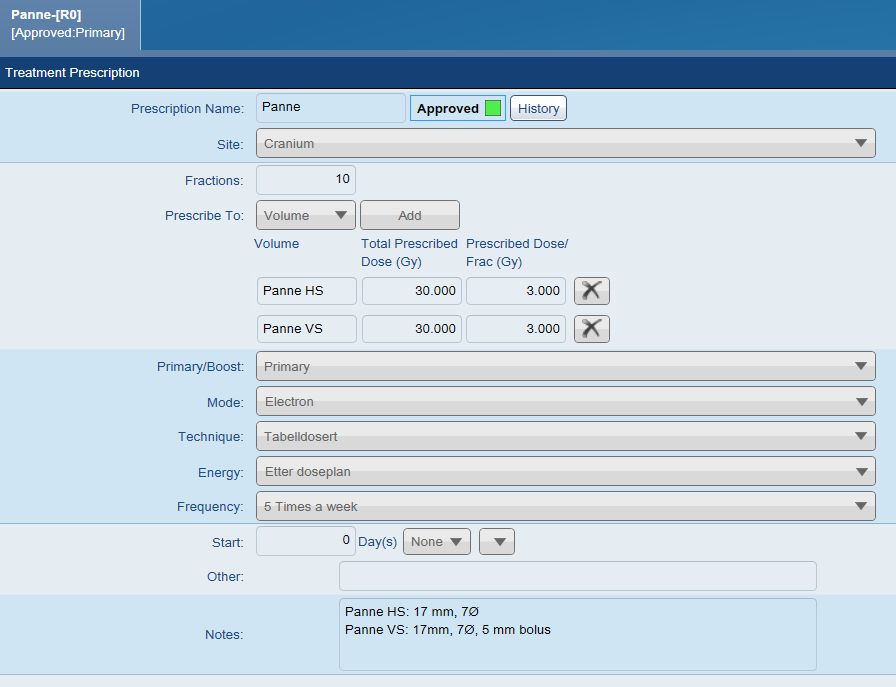 Panne-[R0]
[Approved:Primary]
Treatment Prescription
Prescription Name: Panne Approved History
Site: Cranium
Fractions: 10
Prescribe To: Volume Add
Volume Total Prescribed Dose (Gy) Prescribed Dose/ Frac (Gy)
Panne HS 30.000 3.000
Panne VS 30.000 3.000
Primary/Boost: Primary
Mode: Electron
Technique: Tabelldosert
Energy: Etter doseplan
Frequency: 5 Times a week
Start: 0 Day(s) None
Other:
Notes:
Panne HS: 17 mm, 7Ø
Panne VS: 17mm, 7Ø, 5 mm bolus